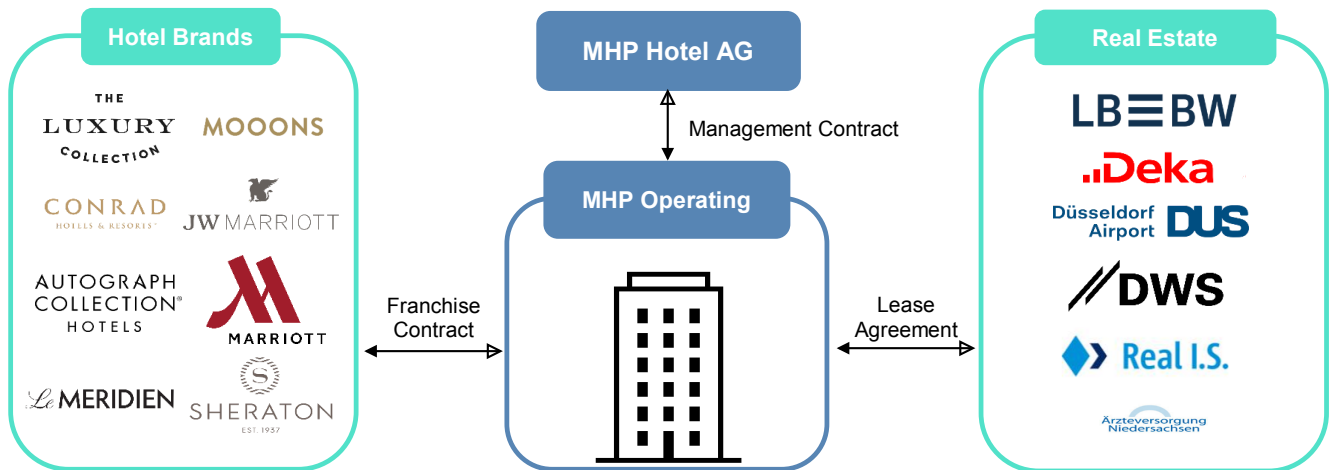 Hotel Brands
THE
LUXURY
COLLECTION
MOOONS
CONRAD
HOTELS & RESORTS
JW MARRIOTT
AUTOGRAPH
COLLECTION®
HOTELS
MARRIOTT
Le MERIDIEN
S
SHERATON
EST. 1937
Franchise
Contract
MHP Hotel AG
Management Contract
MHP Operating
Lease
Agreement
Real Estate
LBBW
Deka
Düsseldorf
Airport
DUS
DWS
Real I.S.
Ärzteversorgung
Niedersachsen